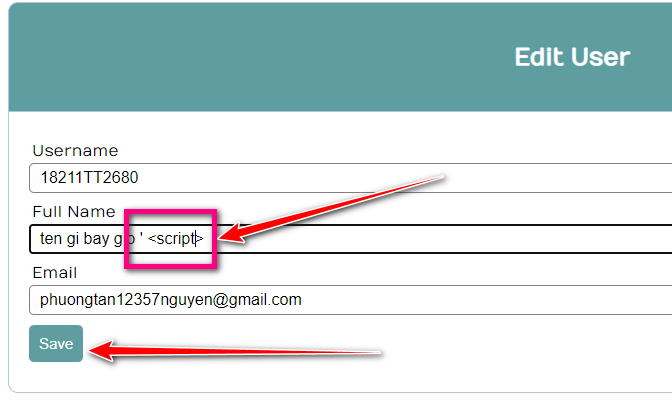 Edit User
Username
18211TT2680
Full Name
ten gi bay gio ' <script>
Email
phuongtan12357nguyen@gmail.com
Save